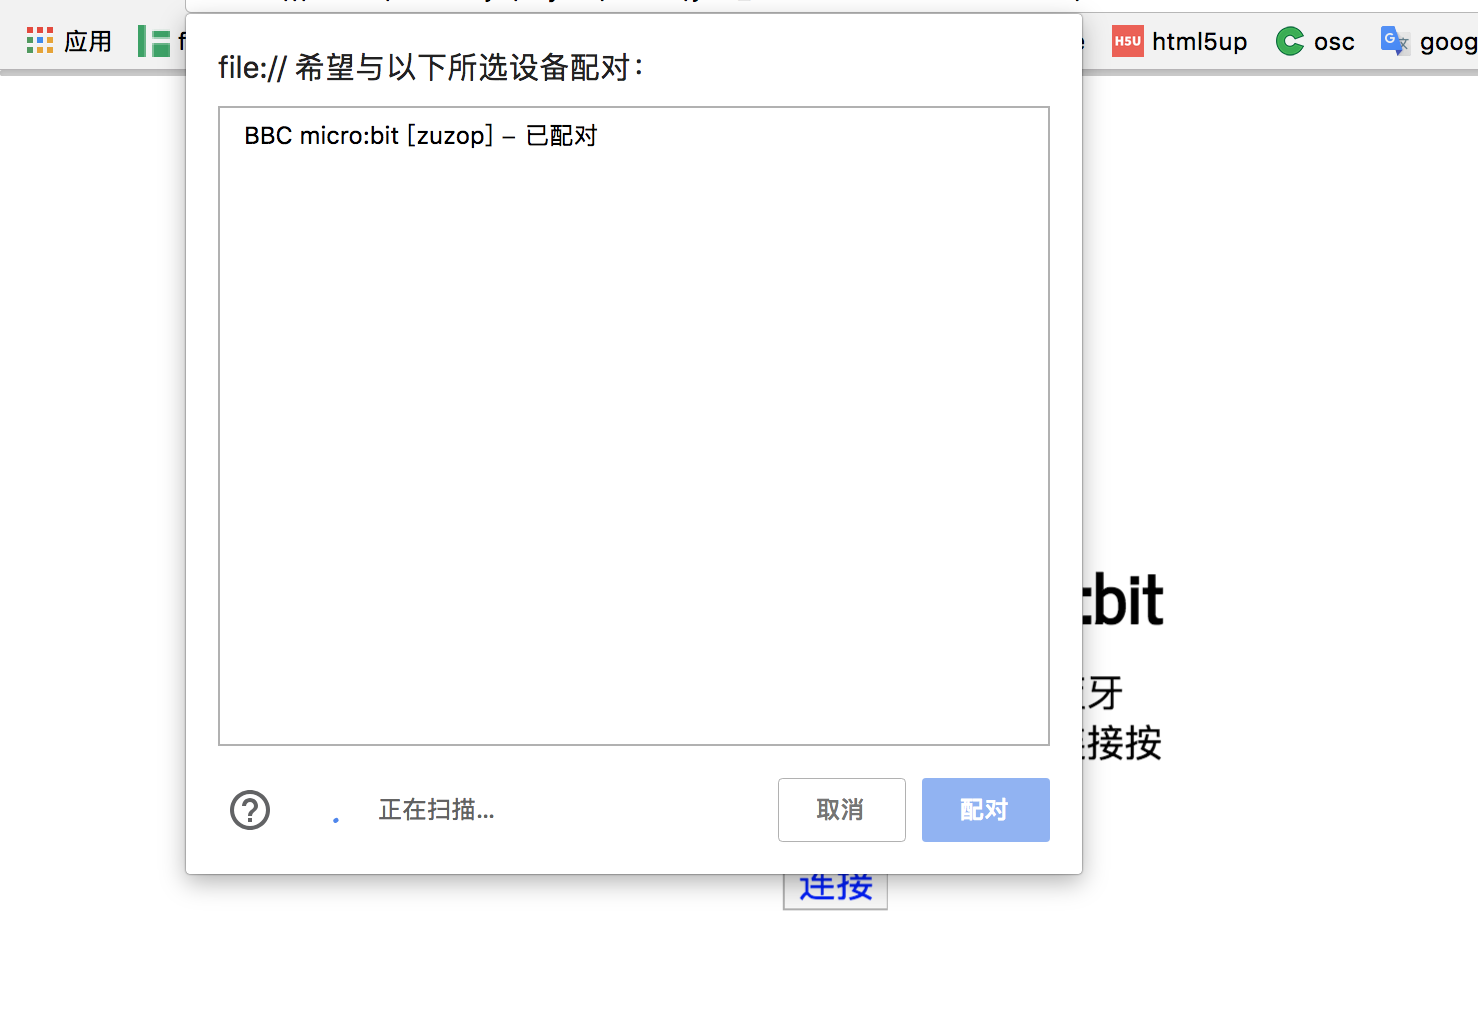 应用
html5up
osc
goog
file:// 希望与以下所选设备配对：
BBC micro:bit [zuzop] – 已配对
:bit
牙
接按
正在扫描...
取消
配对
连接